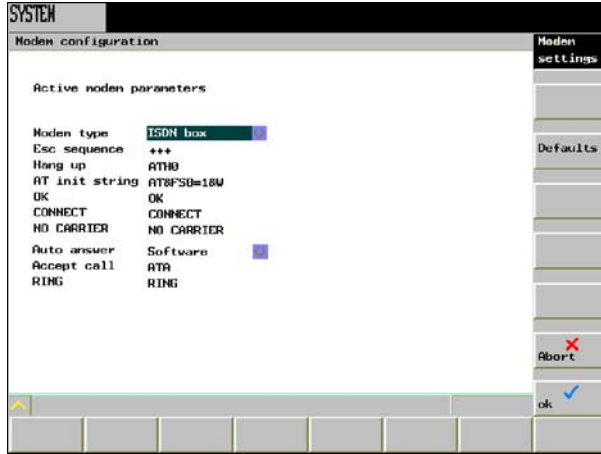 SYSTEM
Modem configuration
Modem settings
Active modem parameters
Modem type ISDN box
Esc sequence +++
Hang up ATH0
AT init string AT&FS0=1&W
OK OK
CONNECT CONNECT
NO CARRIER NO CARRIER
Auto answer Software
Accept call ATA
RING RING
Defaults
Abort
ok